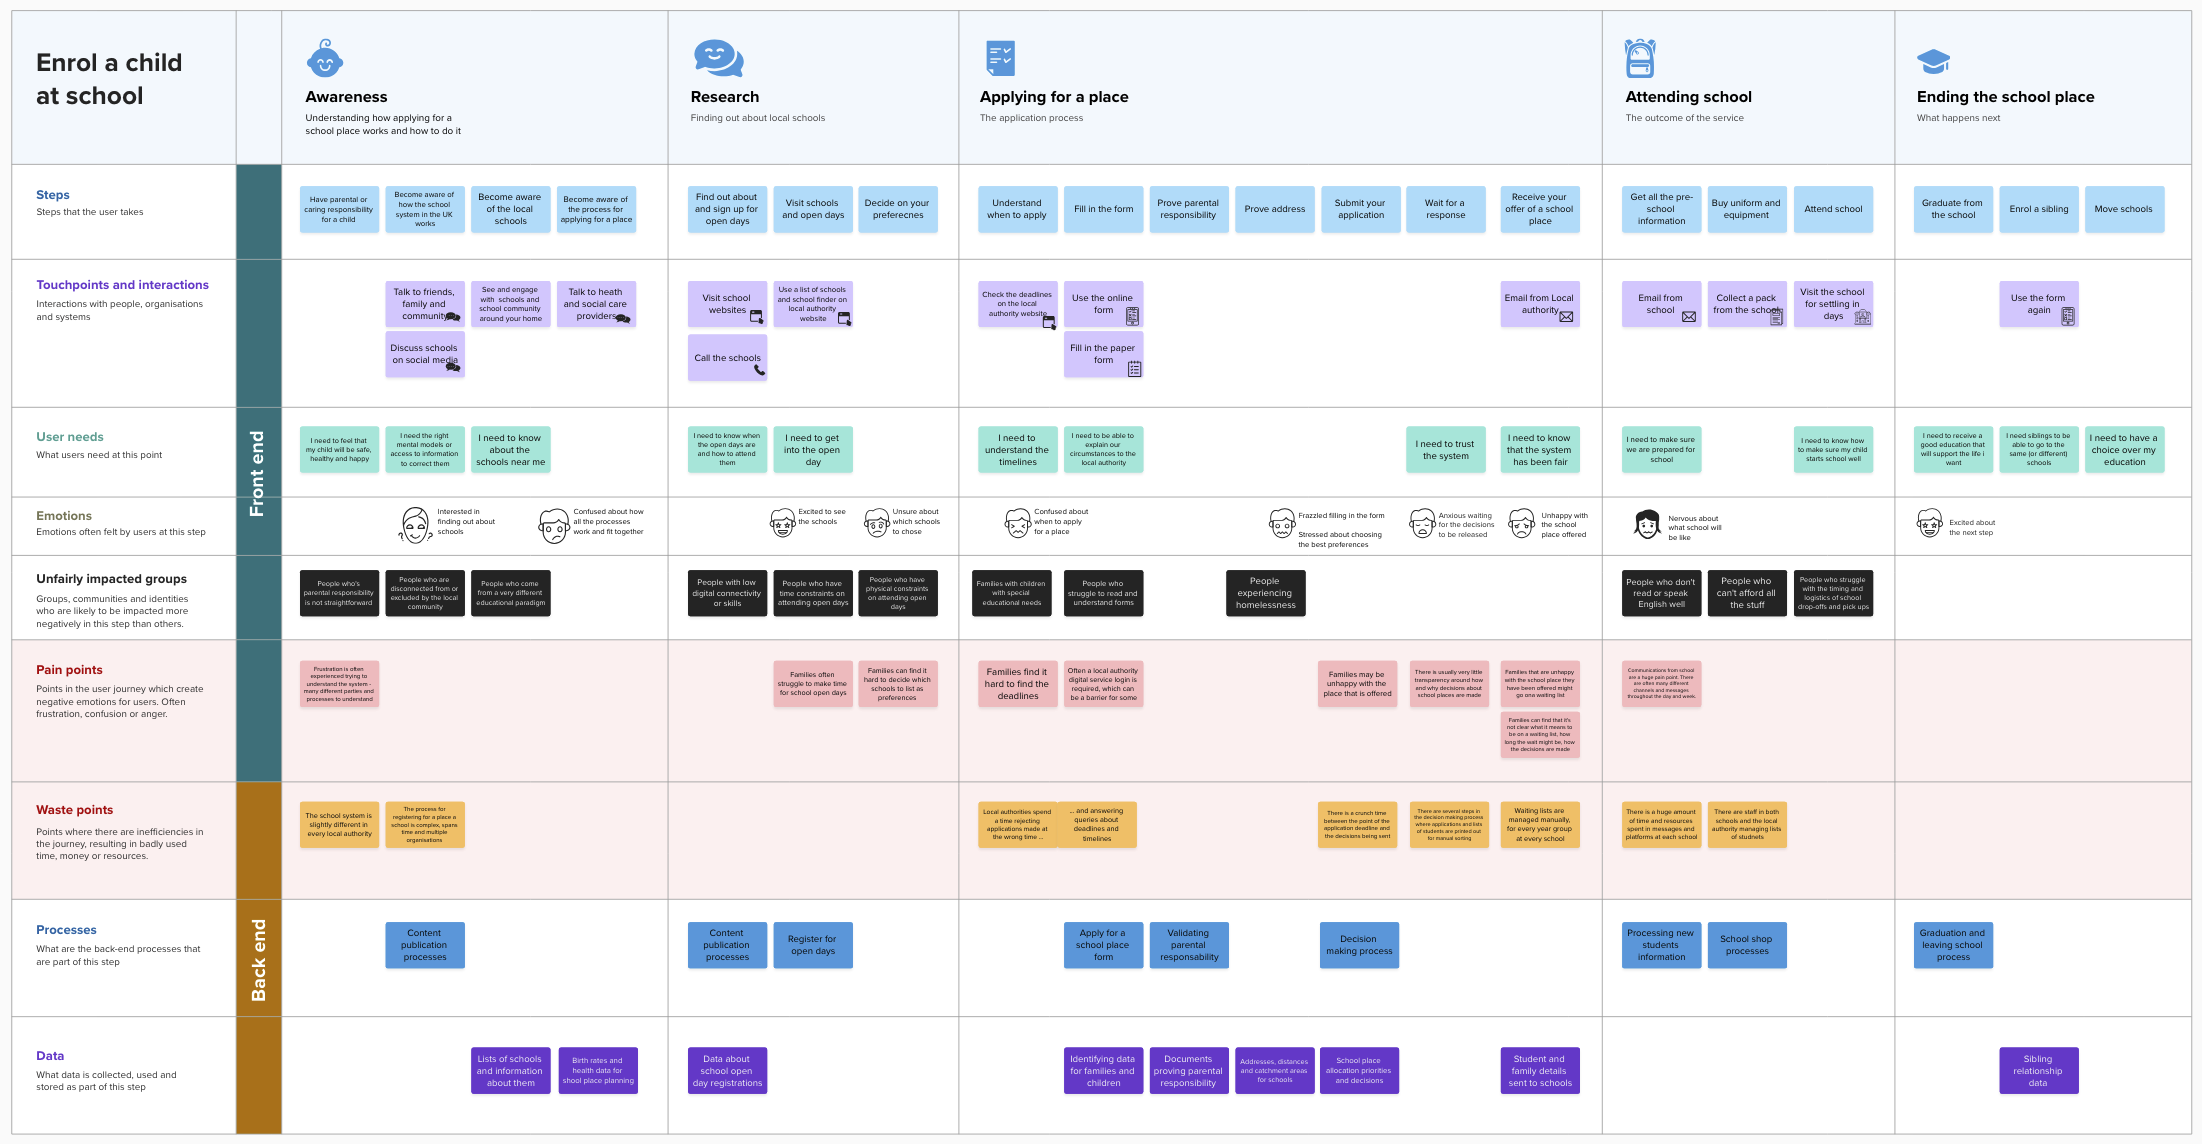 Enrol a child
at school
Awareness
Understanding how applying for a
school place works and how to do it
Research
Finding out about local schools
Applying for a place
The application process
Attending school
The outcome of the service
Ending the school place
What happens next
Front end
Back end
Steps
Steps that the user takes
Have parental or
caring responsibility
for a child
Become aware of
how the school
system in the UK
works
Become aware
of the local
schools
Become aware of
the process for
applying for a place
Find out about
and sign up for
open days
Visit schools
and open days
Decide on your
preferecnes
Understand
when to apply
Fill in the form
Prove parental
responsibility
Prove address
Submit your
application
Wait for a
response
Receive your
offer of a school
place
Get all the pre-
school
information
Buy uniform and
equipment
Attend school
Graduate from
the school
Enrol a sibling
Move schools
Touchpoints and interactions
Interactions with people, organisations
and systems
Talk to friends,
family and
community
See and engage
with schools and
school community
around your home
Talk to heath
and social care
providers
Discuss schools
on social media
Visit school
websites
Use a list of schools
and school finder on
local authority
website
Call the schools
Check the deadlines
on the local
authority website
Use the online
form
Fill in the paper
form
Email from Local
authority
Email from
school
Collect a pack
from the school
Visit the school
for settling in
days
Use the form
again
User needs
What users need at this point
I need to feel that
my child will be safe,
healthy and happy
I need the right
mental models or
access to information
to correct them
I need to know
about the
schools near me
I need to know when
the open days are
and how to attend
them
I need to get
into the open
day
I need to
understand the
timelines
I need to be able to
explain our
circumstances to the
local authority
I need to trust
the system
I need to know
that the system
has been fair
I need to make sure
we are prepared for
school
I need to know how
to make sure my child
starts school well
I need to receive a
good education that
will support the life i
want
I need siblings to be
able to go to the
same (or different)
schools
I need to have a
choice over my
education
Emotions
Emotions often felt by users at this step
Interested in
finding out about
schools
Confused about how
all the processes
work and fit together
Excited to see
the schools
Unsure about
which schools
to chose
Confused about
when to apply
for a place
Frazzled filling in the form
Stressed about choosing
the best preferences
Anxious waiting
for the decisions
to be released
Unhappy with
the school
place offered
Nervous about
what school will
be like
Excited about
the next step
Unfairly impacted groups
Groups, communities and identities
who are likely to be impacted more
negatively in this step than others.
People who's
parental responsibility
is not straightforward
People who are
disconnected from or
excluded by the local
community
People who come
from a very different
educational paradigm
People with low
digital connectivity
or skills
People who have
time constraints on
attending open days
People who have
physical constraints
on attending open
days
Families with children
with special
educational needs
People who
struggle to read and
understand forms
People
experiencing
homelessness
People who don't
read or speak
English well
People who
can't afford all
the stuff
People who struggle
with the timing and
logistics of school
drop-offs and pick ups
Pain points
Points in the user journey which create
negative emotions for users. Often
frustration, confusion or anger.
Frustration is often
experienced trying to
understand the system -
many different parties and
processes to understand
Families often
struggle to make time
for school open days
Families can find it
hard to decide which
schools to list as
preferences
Families find it
hard to find the
deadlines
Often a local authority
digital service login is
required, which can
be a barrier for some
Families may be
unhappy with the
place that is offered
There is usually very little
transparency around how
and why decisions about
school places are made
Families that are unhappy
with the school place they
have been offered might
go ona waiting list
Families can find that it's
not clear what it means to
be on a waiting list, how
long the wait might be, how
the decisions are made
Communications from school
are a huge pain point. There
are often many different
channels and messages
throughout the day and week.
Waste points
Points where there are inefficiencies in
the journey, resulting in badly used
time, money or resources.
The school system is
slightly different in
every local authority
The process for
registering for a place a
school is complex, spans
time and multiple
organisations
Local authorities spend
a time rejecting
applications made at
the wrong time ...
... and answering
queries about
deadlines and
timelines
There is a crunch time
between the point of the
application deadline and
the decisions being sent
There are several steps in
the decision making process
where applications and lists
of students are printed out
for manual sorting
Waiting lists are
managed manually,
for every year group
at every school
There is a huge amount
of time and resources
spent in messages and
platforms at each school
There are staff in both
schools and the local
authority managing lists
of studnets
Processes
What are the back-end processes that
are part of this step
Content
publication
processes
Content
publication
processes
Register for
open days
Apply for a
school place
form
Validating
parental
responsability
Decision
making process
Processing new
students
information
School shop
processes
Graduation and
leaving school
process
Data
What data is collected, used and
stored as part of this step
Lists of schools
and information
about them
Birth rates and
health data for
shool place planning
Data about
school open
day registrations
Identifying data
for families and
children
Documents
proving parental
responsibility
Addresses, distances
and catchment areas
for schools
School place
allocation priorities
and decisions
Student and
family details
sent to schools
Sibling
relationship
data